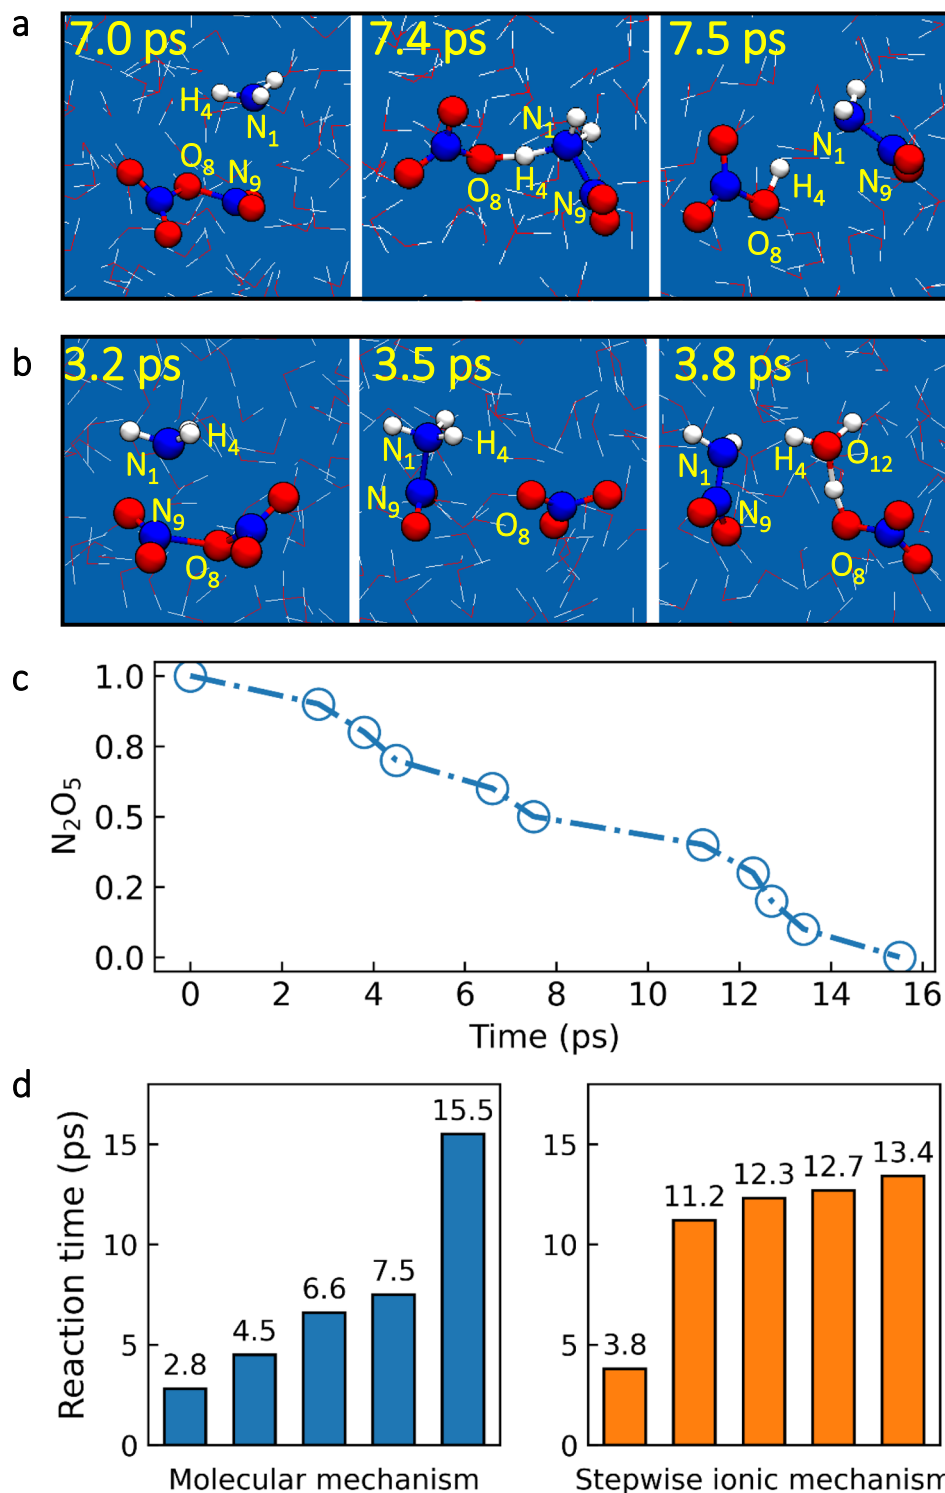 a
7.0 ps
7.4 ps
7.5 ps
H4
N1
O8
N9
N1
H4
O8
N9
N1
H4
N9
O8
b
3.2 ps
3.5 ps
3.8 ps
H4
N1
N9
O8
N1
H4
N9
O8
O12
H4
N1
N9
O8
c
N2O5
1.0
0.8
0.5
0.2
0.0
0 2 4 6 8 10 12 14 16
Time (ps)
d
Reaction time (ps)
15
10
5
0
2.8
4.5
6.6
7.5
15.5
Molecular mechanism
15
10
5
0
3.8
11.2
12.3
12.7
13.4
Stepwise ionic mechanism